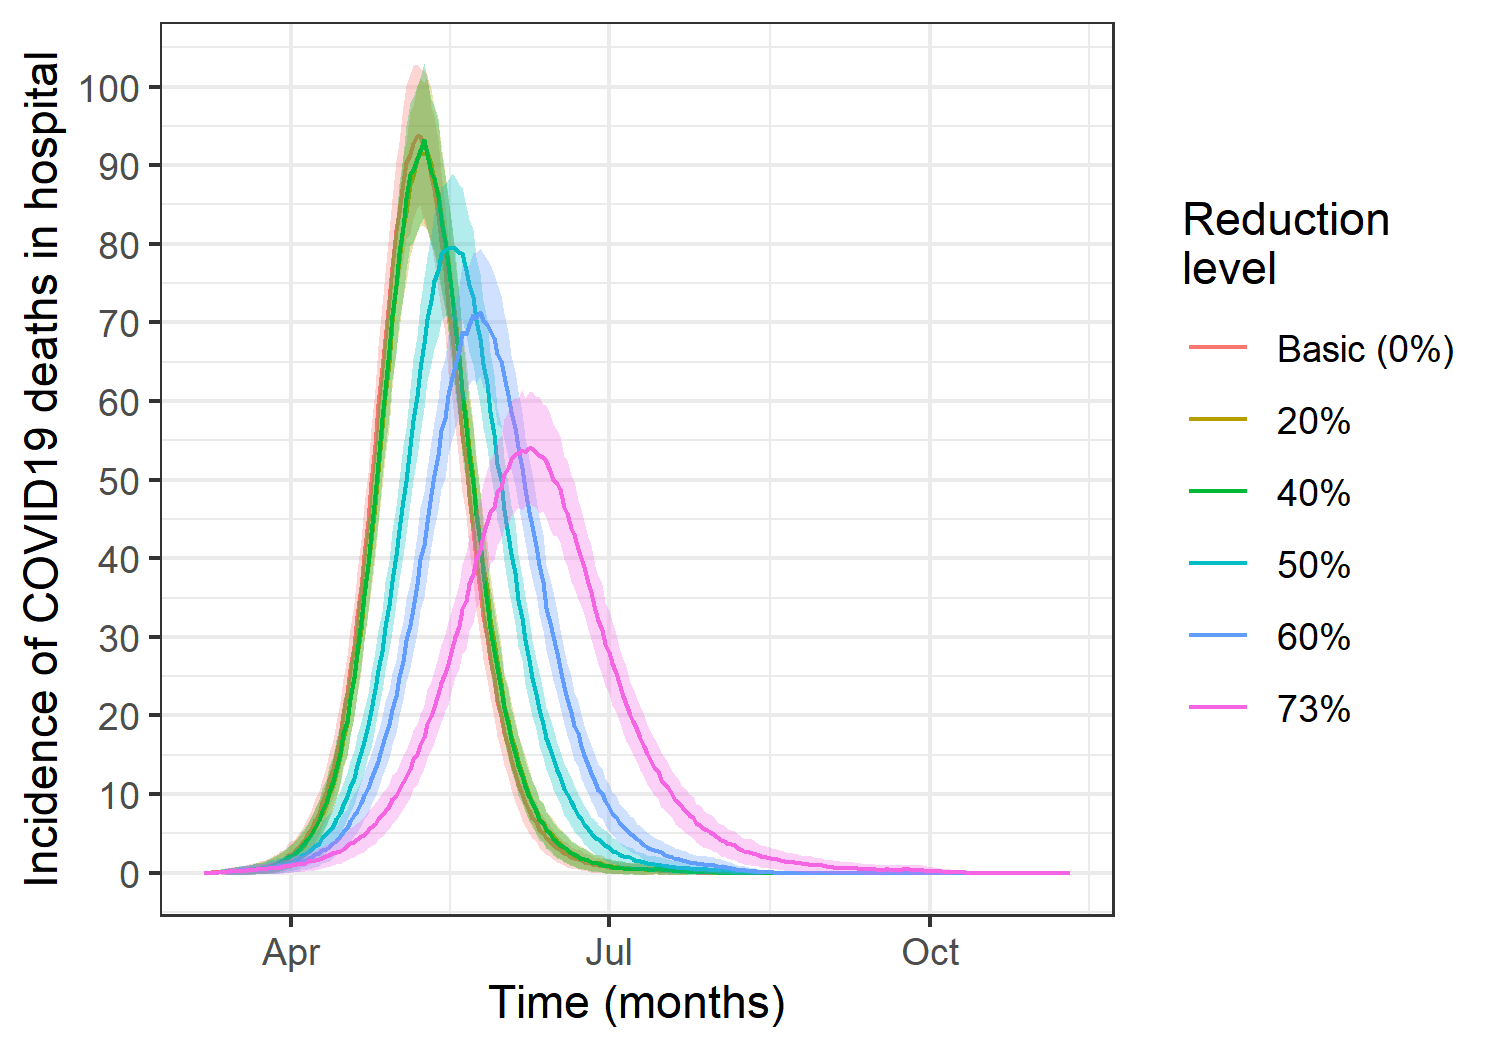 Incidence of COVID19 deaths in hospital
100
90
80
70
60
50
40
30
20
10
0
Apr
Jul
Oct
Time (months)
Reduction
level
Basic (0%)
20%
40%
50%
60%
73%